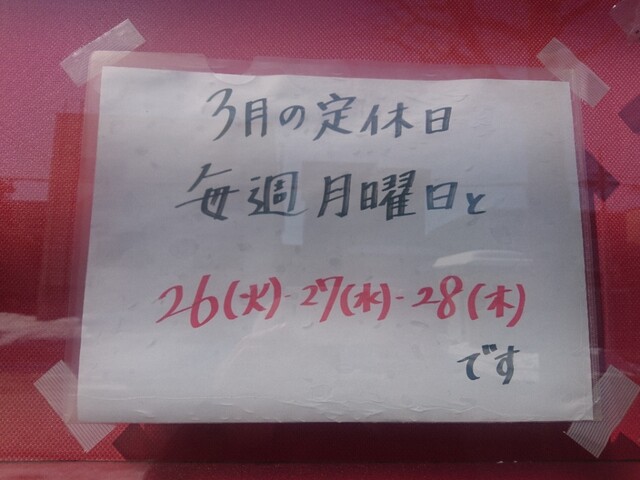 3月の定休日
毎週月曜日と
26(火)-27(水)-28(木)
です